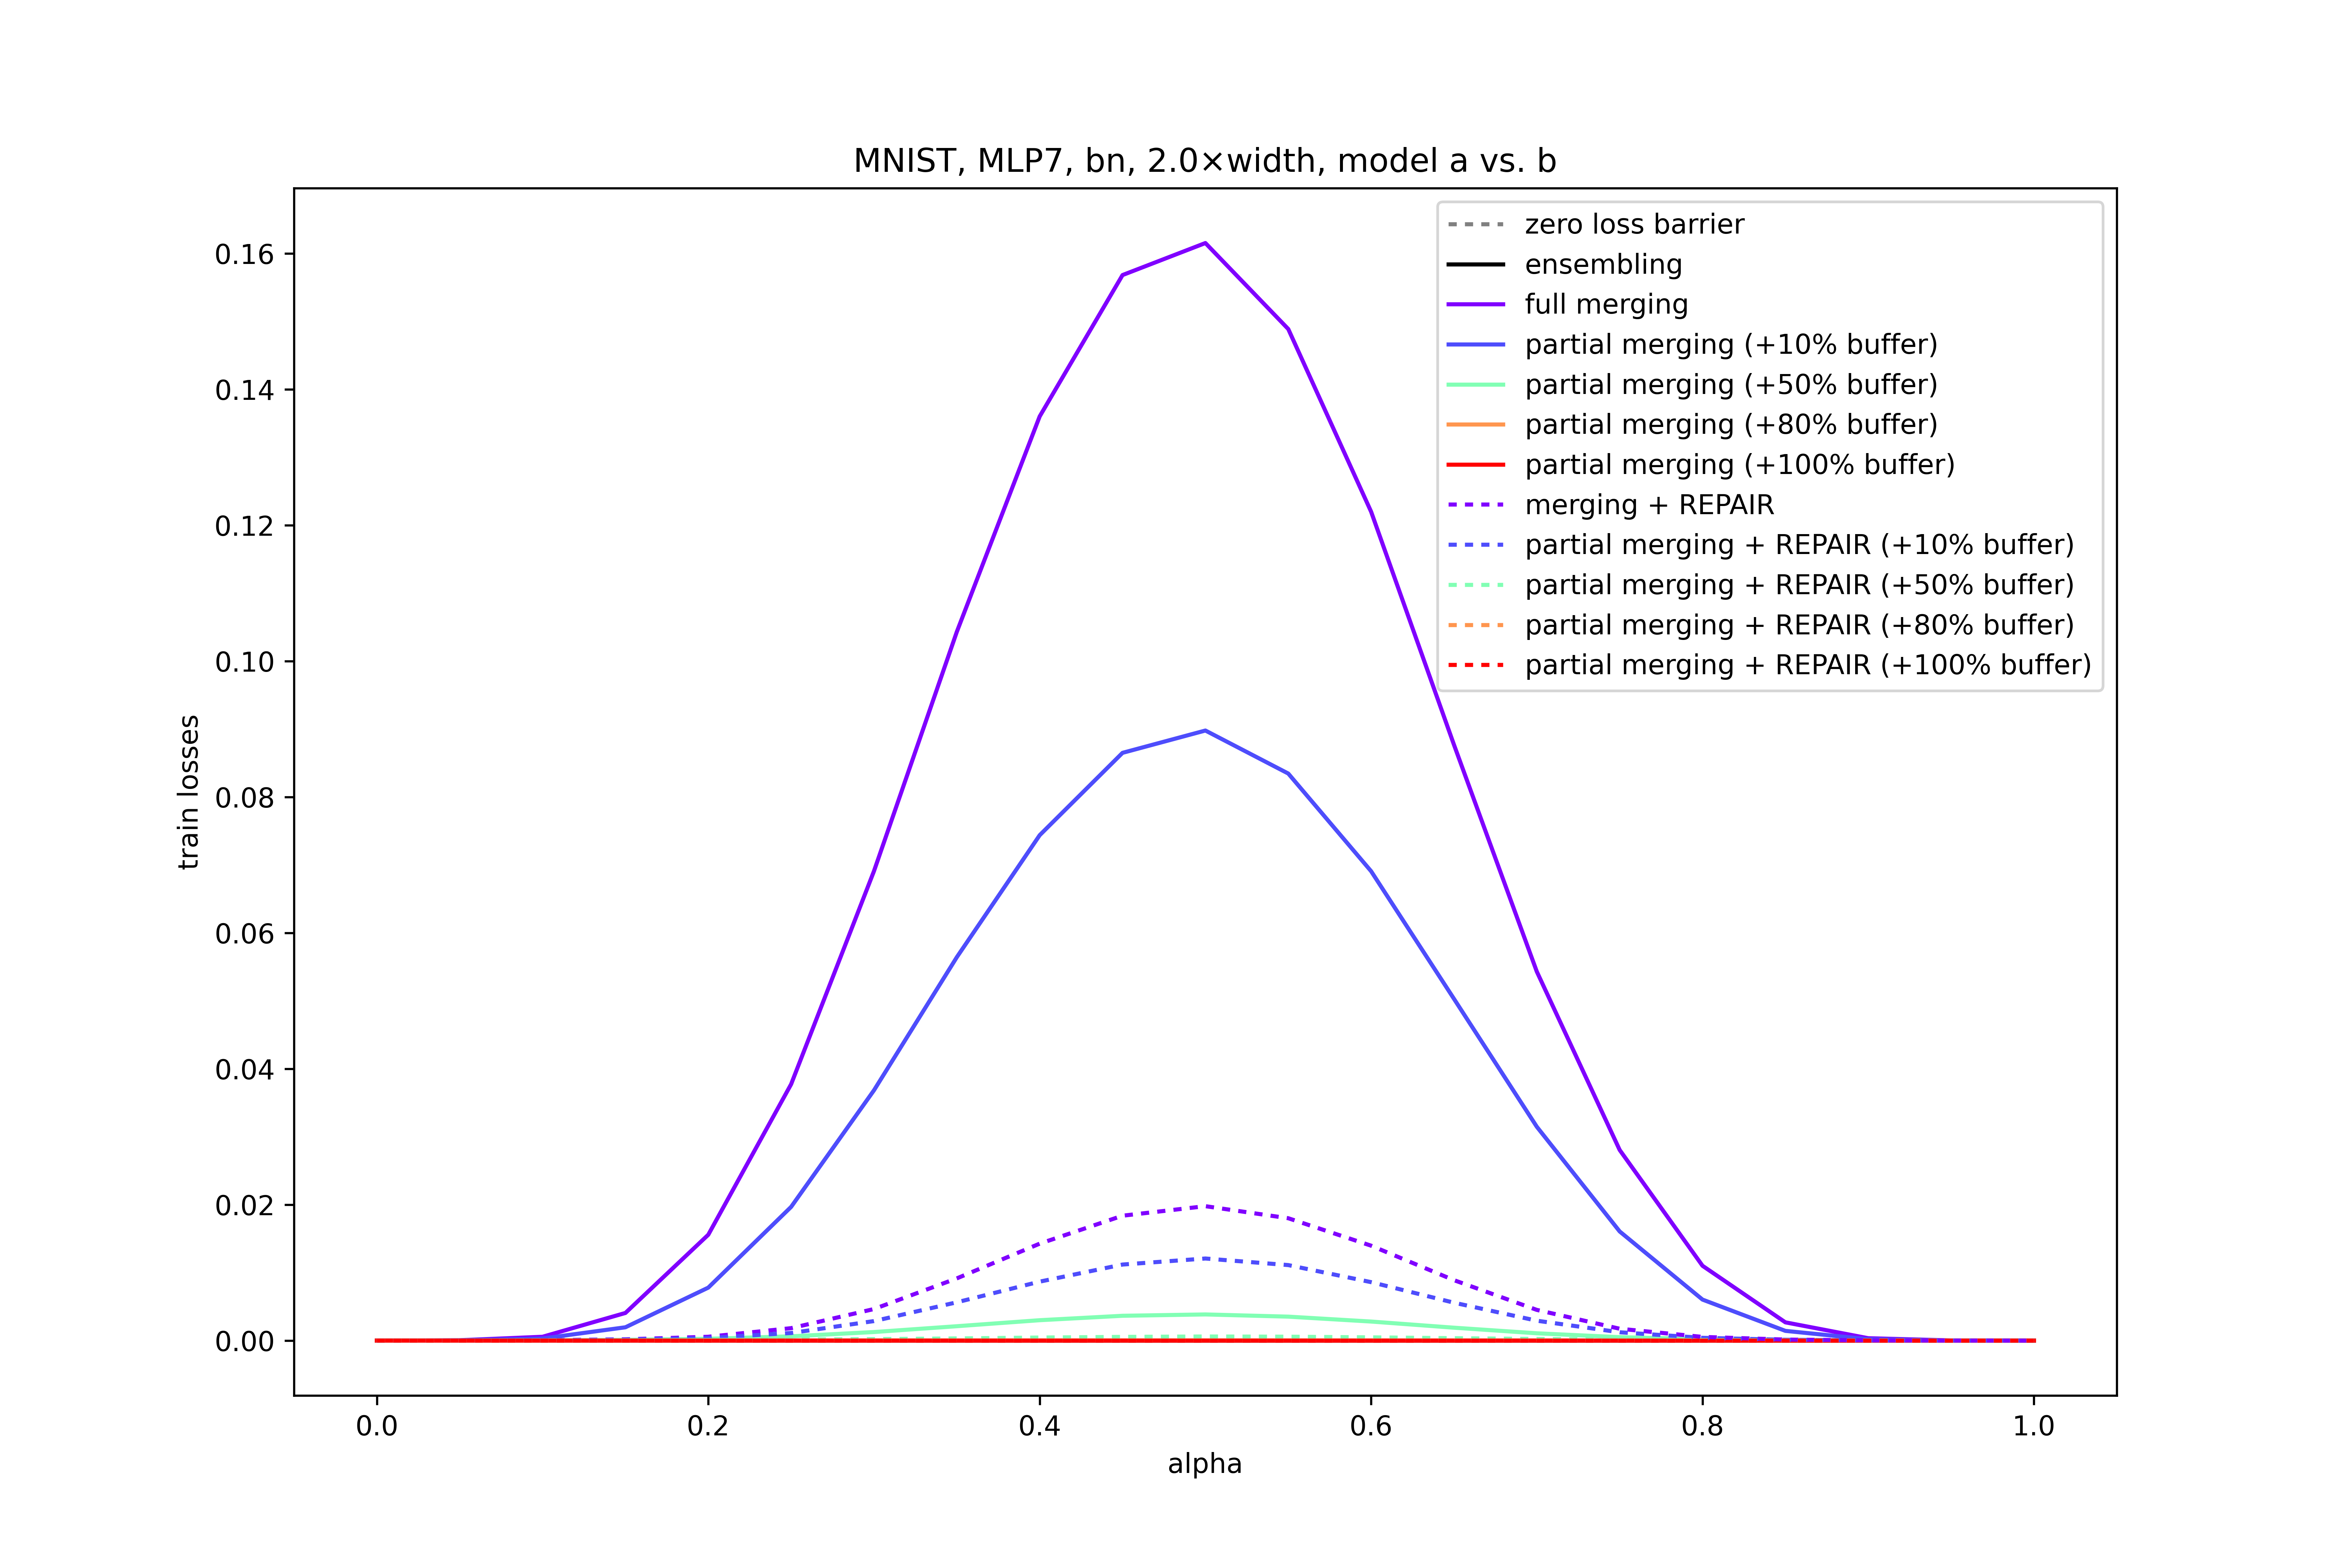 MNIST, MLP7, bn, 2.0×width, model a vs. b
zero loss barrier
ensembling
full merging
partial merging (+10% buffer)
partial merging (+50% buffer)
partial merging (+80% buffer)
partial merging (+100% buffer)
merging + REPAIR
partial merging + REPAIR (+10% buffer)
partial merging + REPAIR (+50% buffer)
partial merging + REPAIR (+80% buffer)
partial merging + REPAIR (+100% buffer)
0.16
0.14
0.12
0.10
0.08
0.06
0.04
0.02
0.00
train losses
0.0 0.2 0.4 0.6 0.8 1.0
alpha